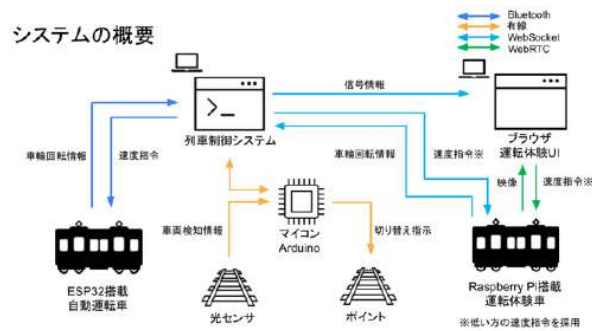 システムの概要
Bluetooth
有線
WebSocket
WebRTC
信号情報
列車制御システム
ブラウザ
運転体験UI
車輪回転情報
速度指令
車輪回転情報
速度指令※
映像
速度指令※
車両検知情報
マイコン
Arduino
切り替え指示
ESP32搭載
自動運転車
光センサ
ポイント
Raspberry Pi搭載
運転体験車
※低い方の速度指令を採用